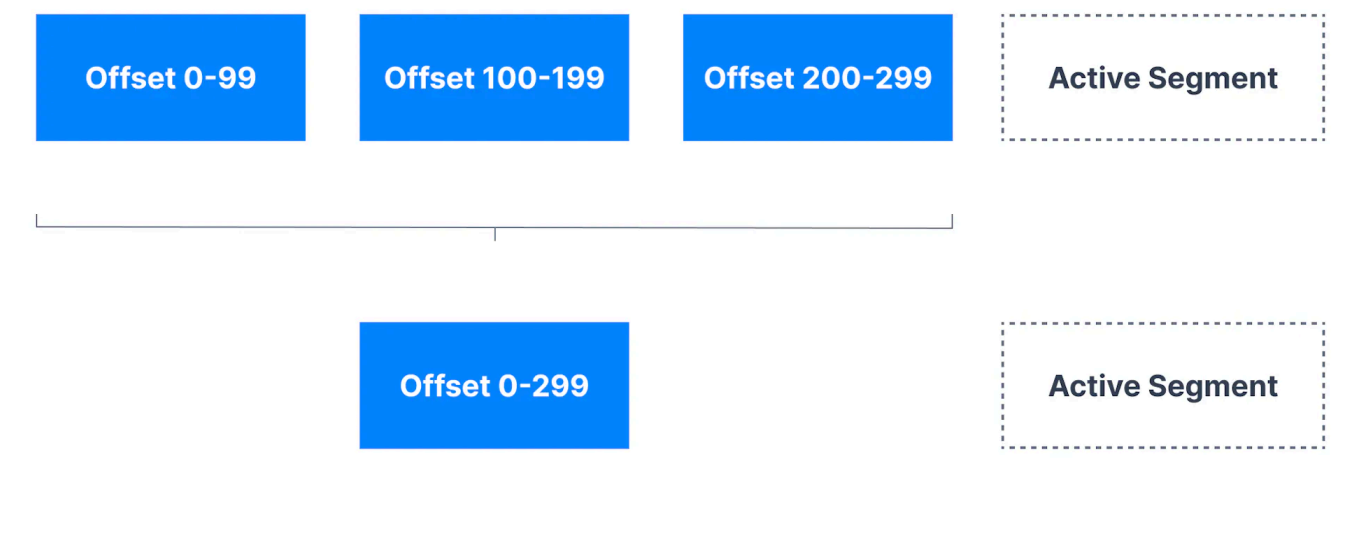 Offset 0-99
Offset 100-199
Offset 200-299
Active Segment
Offset 0-299
Active Segment